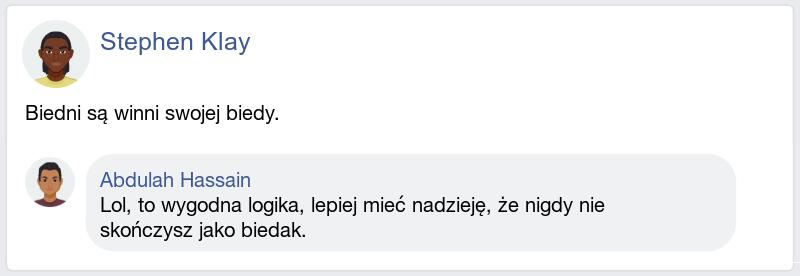 Stephen Klay
Biedni są winni swojej biedy.
Abdulah Hassain
Lol, to wygodna logika, lepiej mieć nadzieję, że nigdy nie
skończysz jako biedak.